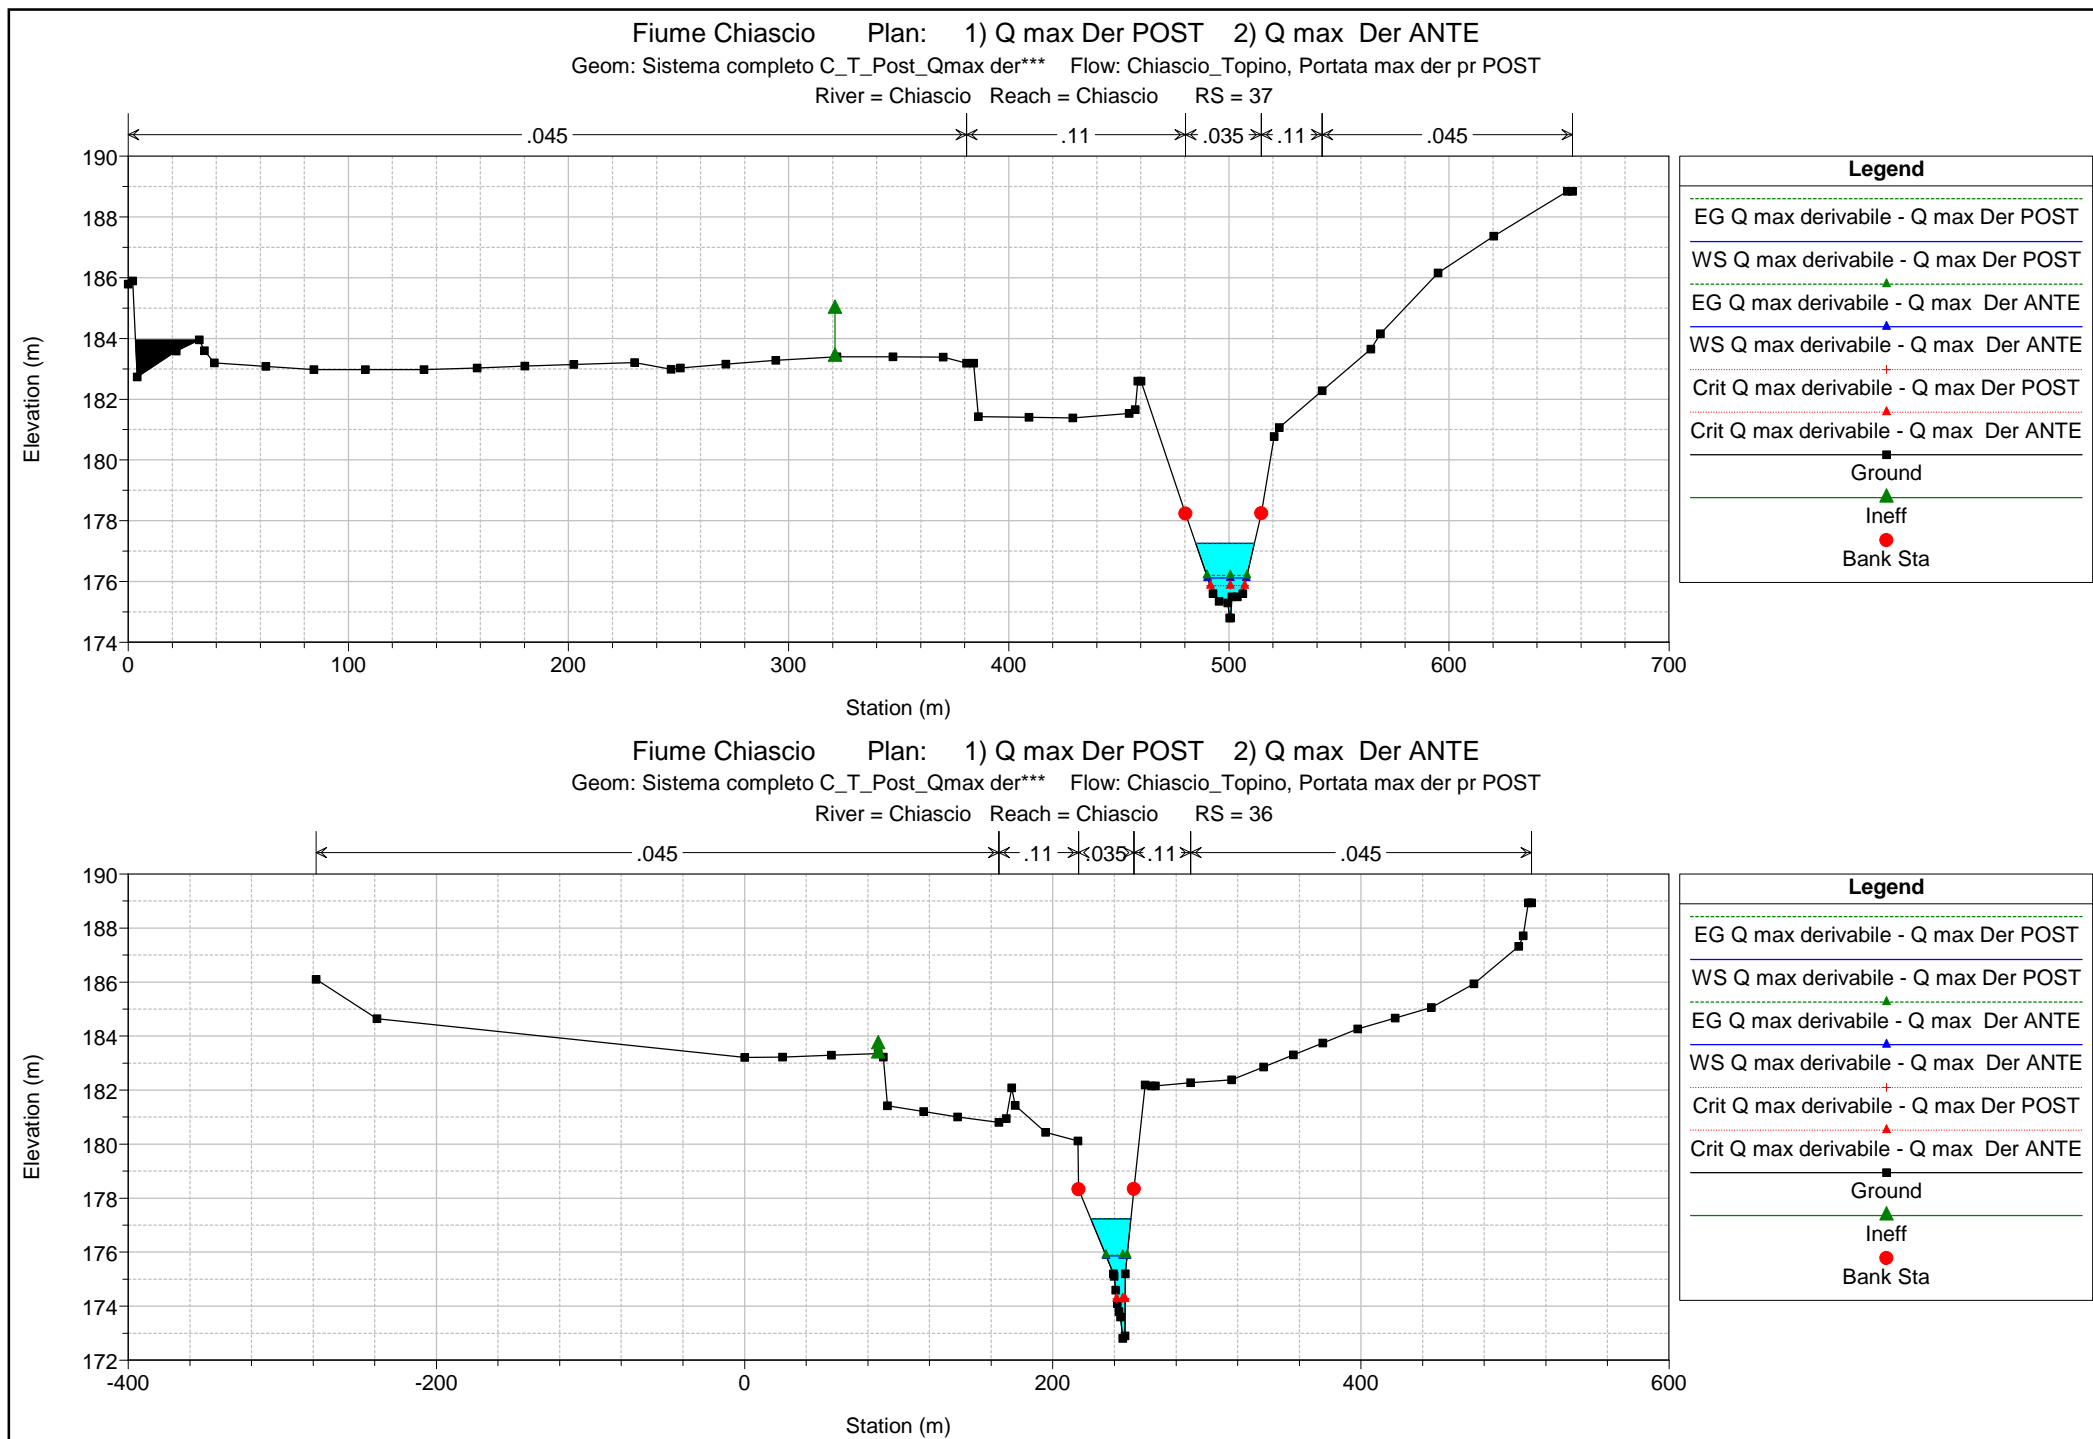 Fiume Chiascio Plan: 1) Q max Der POST 2) Q max Der ANTE
Geom: Sistema completo C_T_Post_Qmax der*** Flow: Chiascio_Topino, Portata max der pr POST
River = Chiascio Reach = Chiascio RS = 37
.045 .11 .035 .11 .045
190
188
186
184
182
180
178
176
174
Elevation (m)
0 100 200 300 400 500 600 700
Station (m)
Legend
EG Q max derivabile - Q max Der POST
WS Q max derivabile - Q max Der POST
EG Q max derivabile - Q max Der ANTE
WS Q max derivabile - Q max Der ANTE
Crit Q max derivabile - Q max Der POST
Crit Q max derivabile - Q max Der ANTE
Ground
Ineff
Bank Sta
Fiume Chiascio Plan: 1) Q max Der POST 2) Q max Der ANTE
Geom: Sistema completo C_T_Post_Qmax der*** Flow: Chiascio_Topino, Portata max der pr POST
River = Chiascio Reach = Chiascio RS = 36
.045 .11 .035 .11 .045
190
188
186
184
182
180
178
176
174
172
Elevation (m)
-400 -200 0 200 400 600
Station (m)
Legend
EG Q max derivabile - Q max Der POST
WS Q max derivabile - Q max Der POST
EG Q max derivabile - Q max Der ANTE
WS Q max derivabile - Q max Der ANTE
Crit Q max derivabile - Q max Der POST
Crit Q max derivabile - Q max Der ANTE
Ground
Ineff
Bank Sta